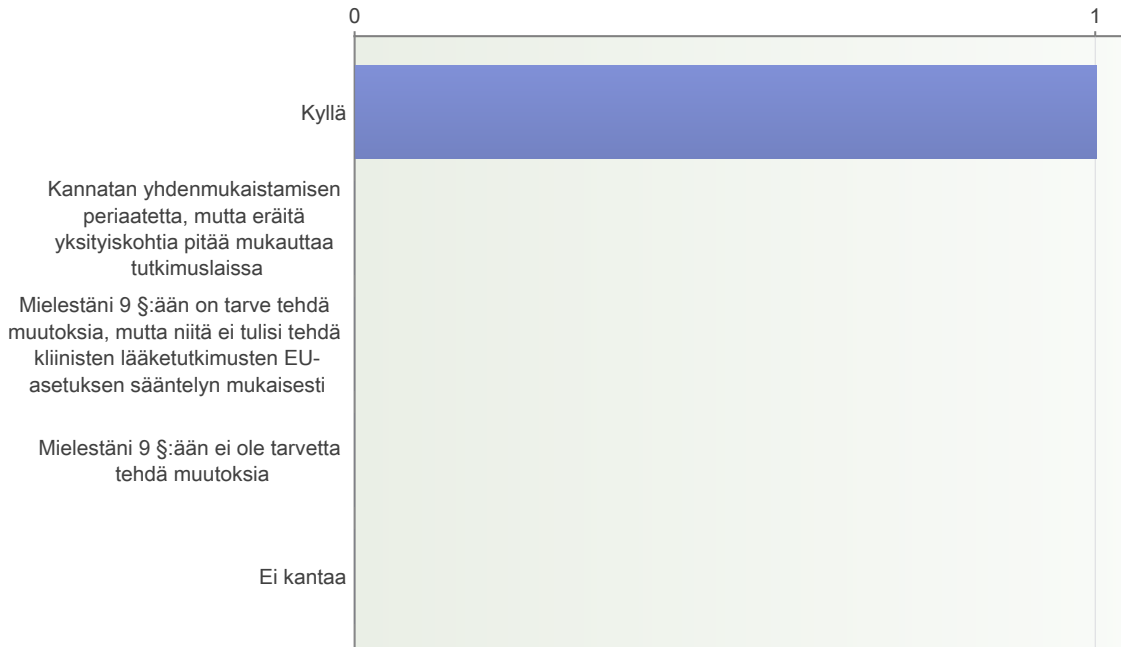 0 1
Kyllä
Kannatan yhdenmukaistamisen
periaatetta, mutta eräitä
yksityiskohtia pitää mukauttaa
tutkimuslaissa
Mielestäni 9 §:ään on tarve tehdä
muutoksia, mutta niitä ei tulisi tehdä
kliinisten lääketutkimusten EU-
asetuksen sääntelyn mukaisesti
Mielestäni 9 §:ään ei ole tarvetta
tehdä muutoksia
Ei kantaa